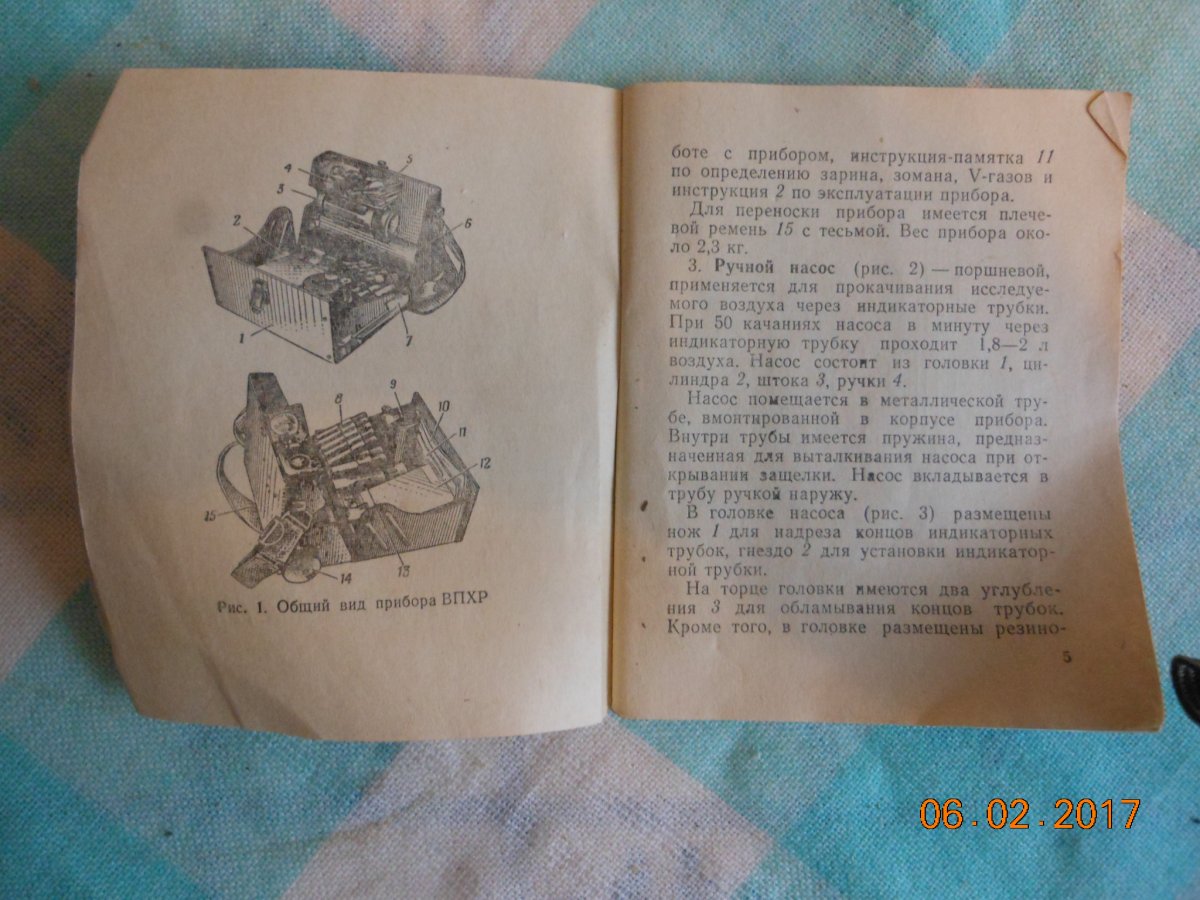 4
5
3
2
6
1
7
8
9
10
11
12
15
13
14
Рис. 1. Общий вид прибора ВПХР
боте с прибором, инструкция-памятка 11
по определению зарина, зомана, V-газов и
инструкция 2 по эксплуатации прибора.
Для переноски прибора имеется плече-
вой ремень 15 с тесьмой. Вес прибора око-
ло 2,3 кг.
3. Ручной насос (рис. 2) — поршневой,
применяется для прокачивания исследуе-
мого воздуха через индикаторные трубки.
При 50 качаниях насоса в минуту через
индикаторную трубку проходит 1,8—2 л
воздуха. Насос состоит из головки 1, ци-
линдра 2, штока 3, ручки 4.
Насос помещается в металлической тру-
бе, вмонтированной в корпусе прибора.
Внутри трубы имеется пружина, предназ-
наченная для выталкивания насоса при от-
крывании защелки. Насос вкладывается в
трубу ручкой наружу.
В головке насоса (рис. 3) размещены
нож 1 для надреза концов индикаторных
трубок, гнездо 2 для установки индикатор-
ной трубки.
На торце головки имеются два углубле-
ния 3 для обламывания концов трубок.
Кроме того, в головке размещены резино-
5
06.02.2017